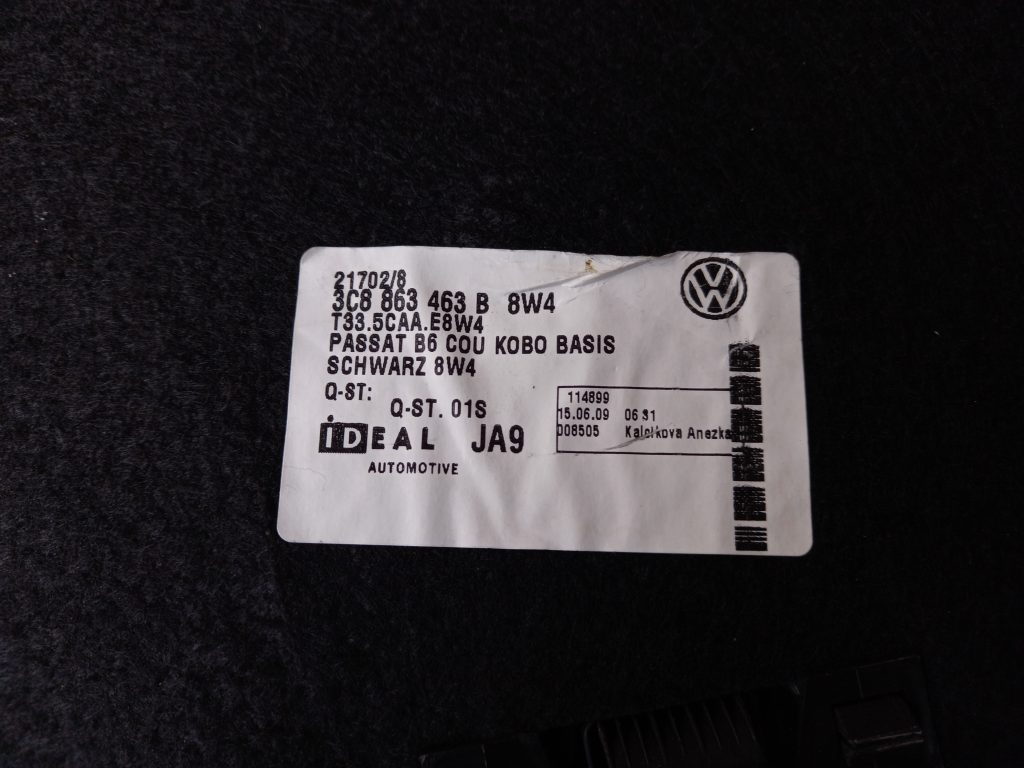 21702/8
3C8 863 463 B 8W4
T33.5CAA.E8W4
PASSAT B6 COU KOBO BASIS
SCHWARZ 8W4
Q-ST:
Q-ST. 01S
114899
15.06.09 06 31
008505 Kalcikova Anezka
iDEAL JA9
AUTOMOTIVE